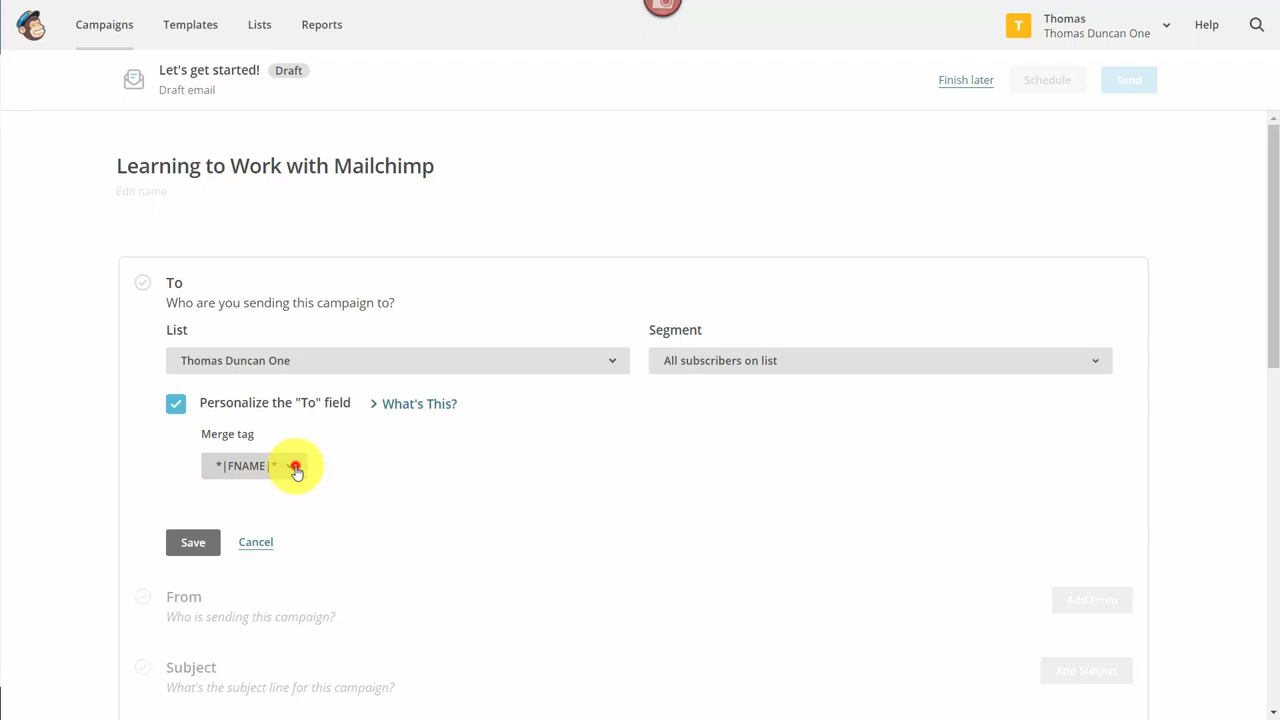 Campaigns
Templates
Lists
Reports
T
Thomas
Thomas Duncan One
Help
Let's get started!
Draft
Draft email
Finish later
Schedule
Send
Learning to Work with Mailchimp
Edit name
To
Who are you sending this campaign to?
List
Segment
Thomas Duncan One
All subscribers on list
Personalize the "To" field
What's This?
Merge tag
*|FNAME|*
Save
Cancel
From
Who is sending this campaign?
Add From
Subject
What's the subject line for this campaign?
Add Subject